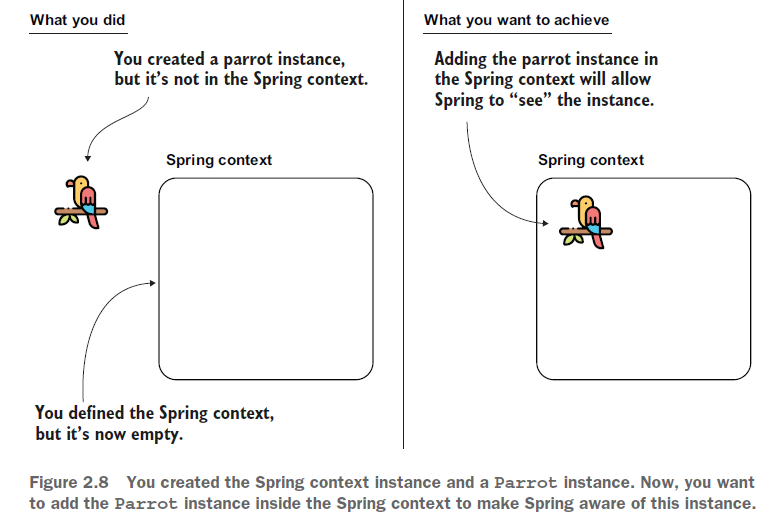 What you did
You created a parrot instance,
but it’s not in the Spring context.
Spring context
You defined the Spring context,
but it’s now empty.
What you want to achieve
Adding the parrot instance in
the Spring context will allow
Spring to “see” the instance.
Spring context
Figure 2.8 You created the Spring context instance and a Parrot instance. Now, you want
to add the Parrot instance inside the Spring context to make Spring aware of this instance.